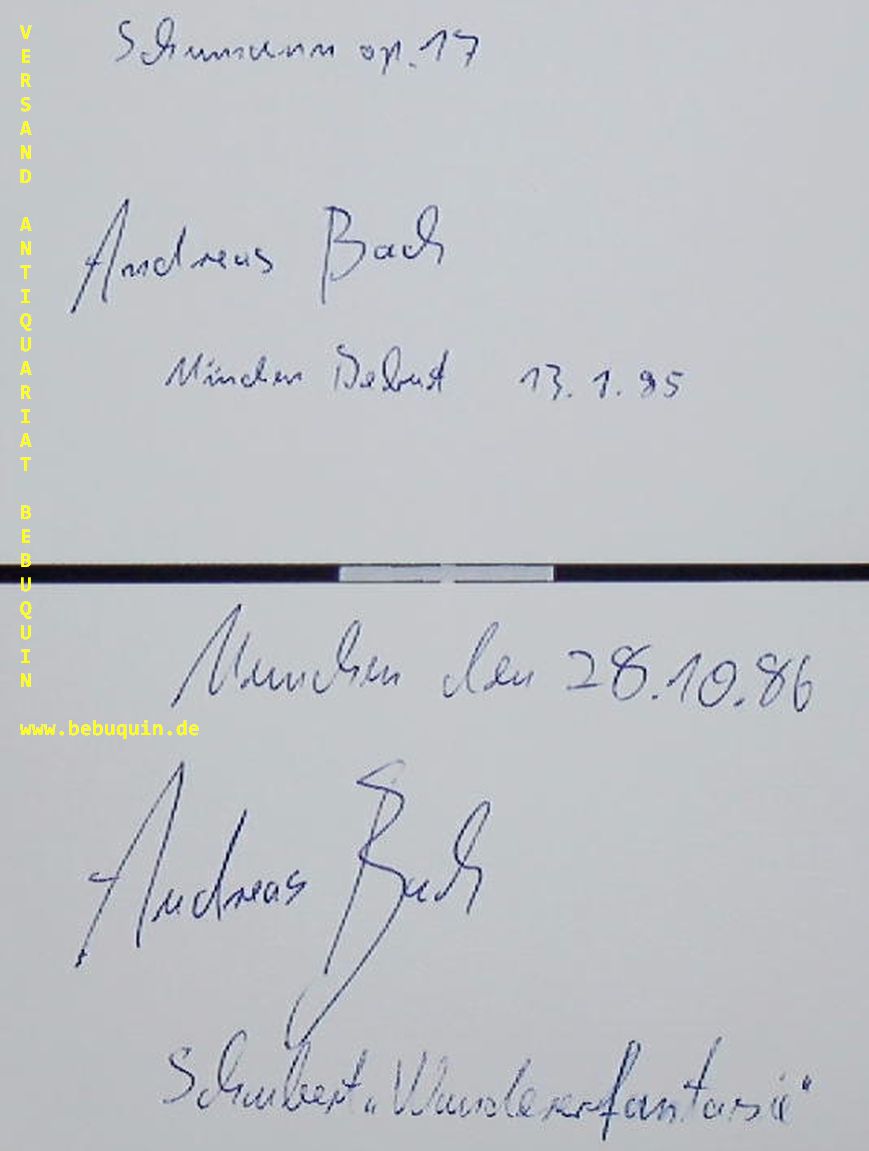 Schumann op. 17
Andreas Bach
München Debut 13. 1. 85
München den 28.10.86
Andreas Bach
Schubert „Wandererfantasie"
VERSAND ANTIQUARIAT BEBUQUIN
www.bebuquin.de